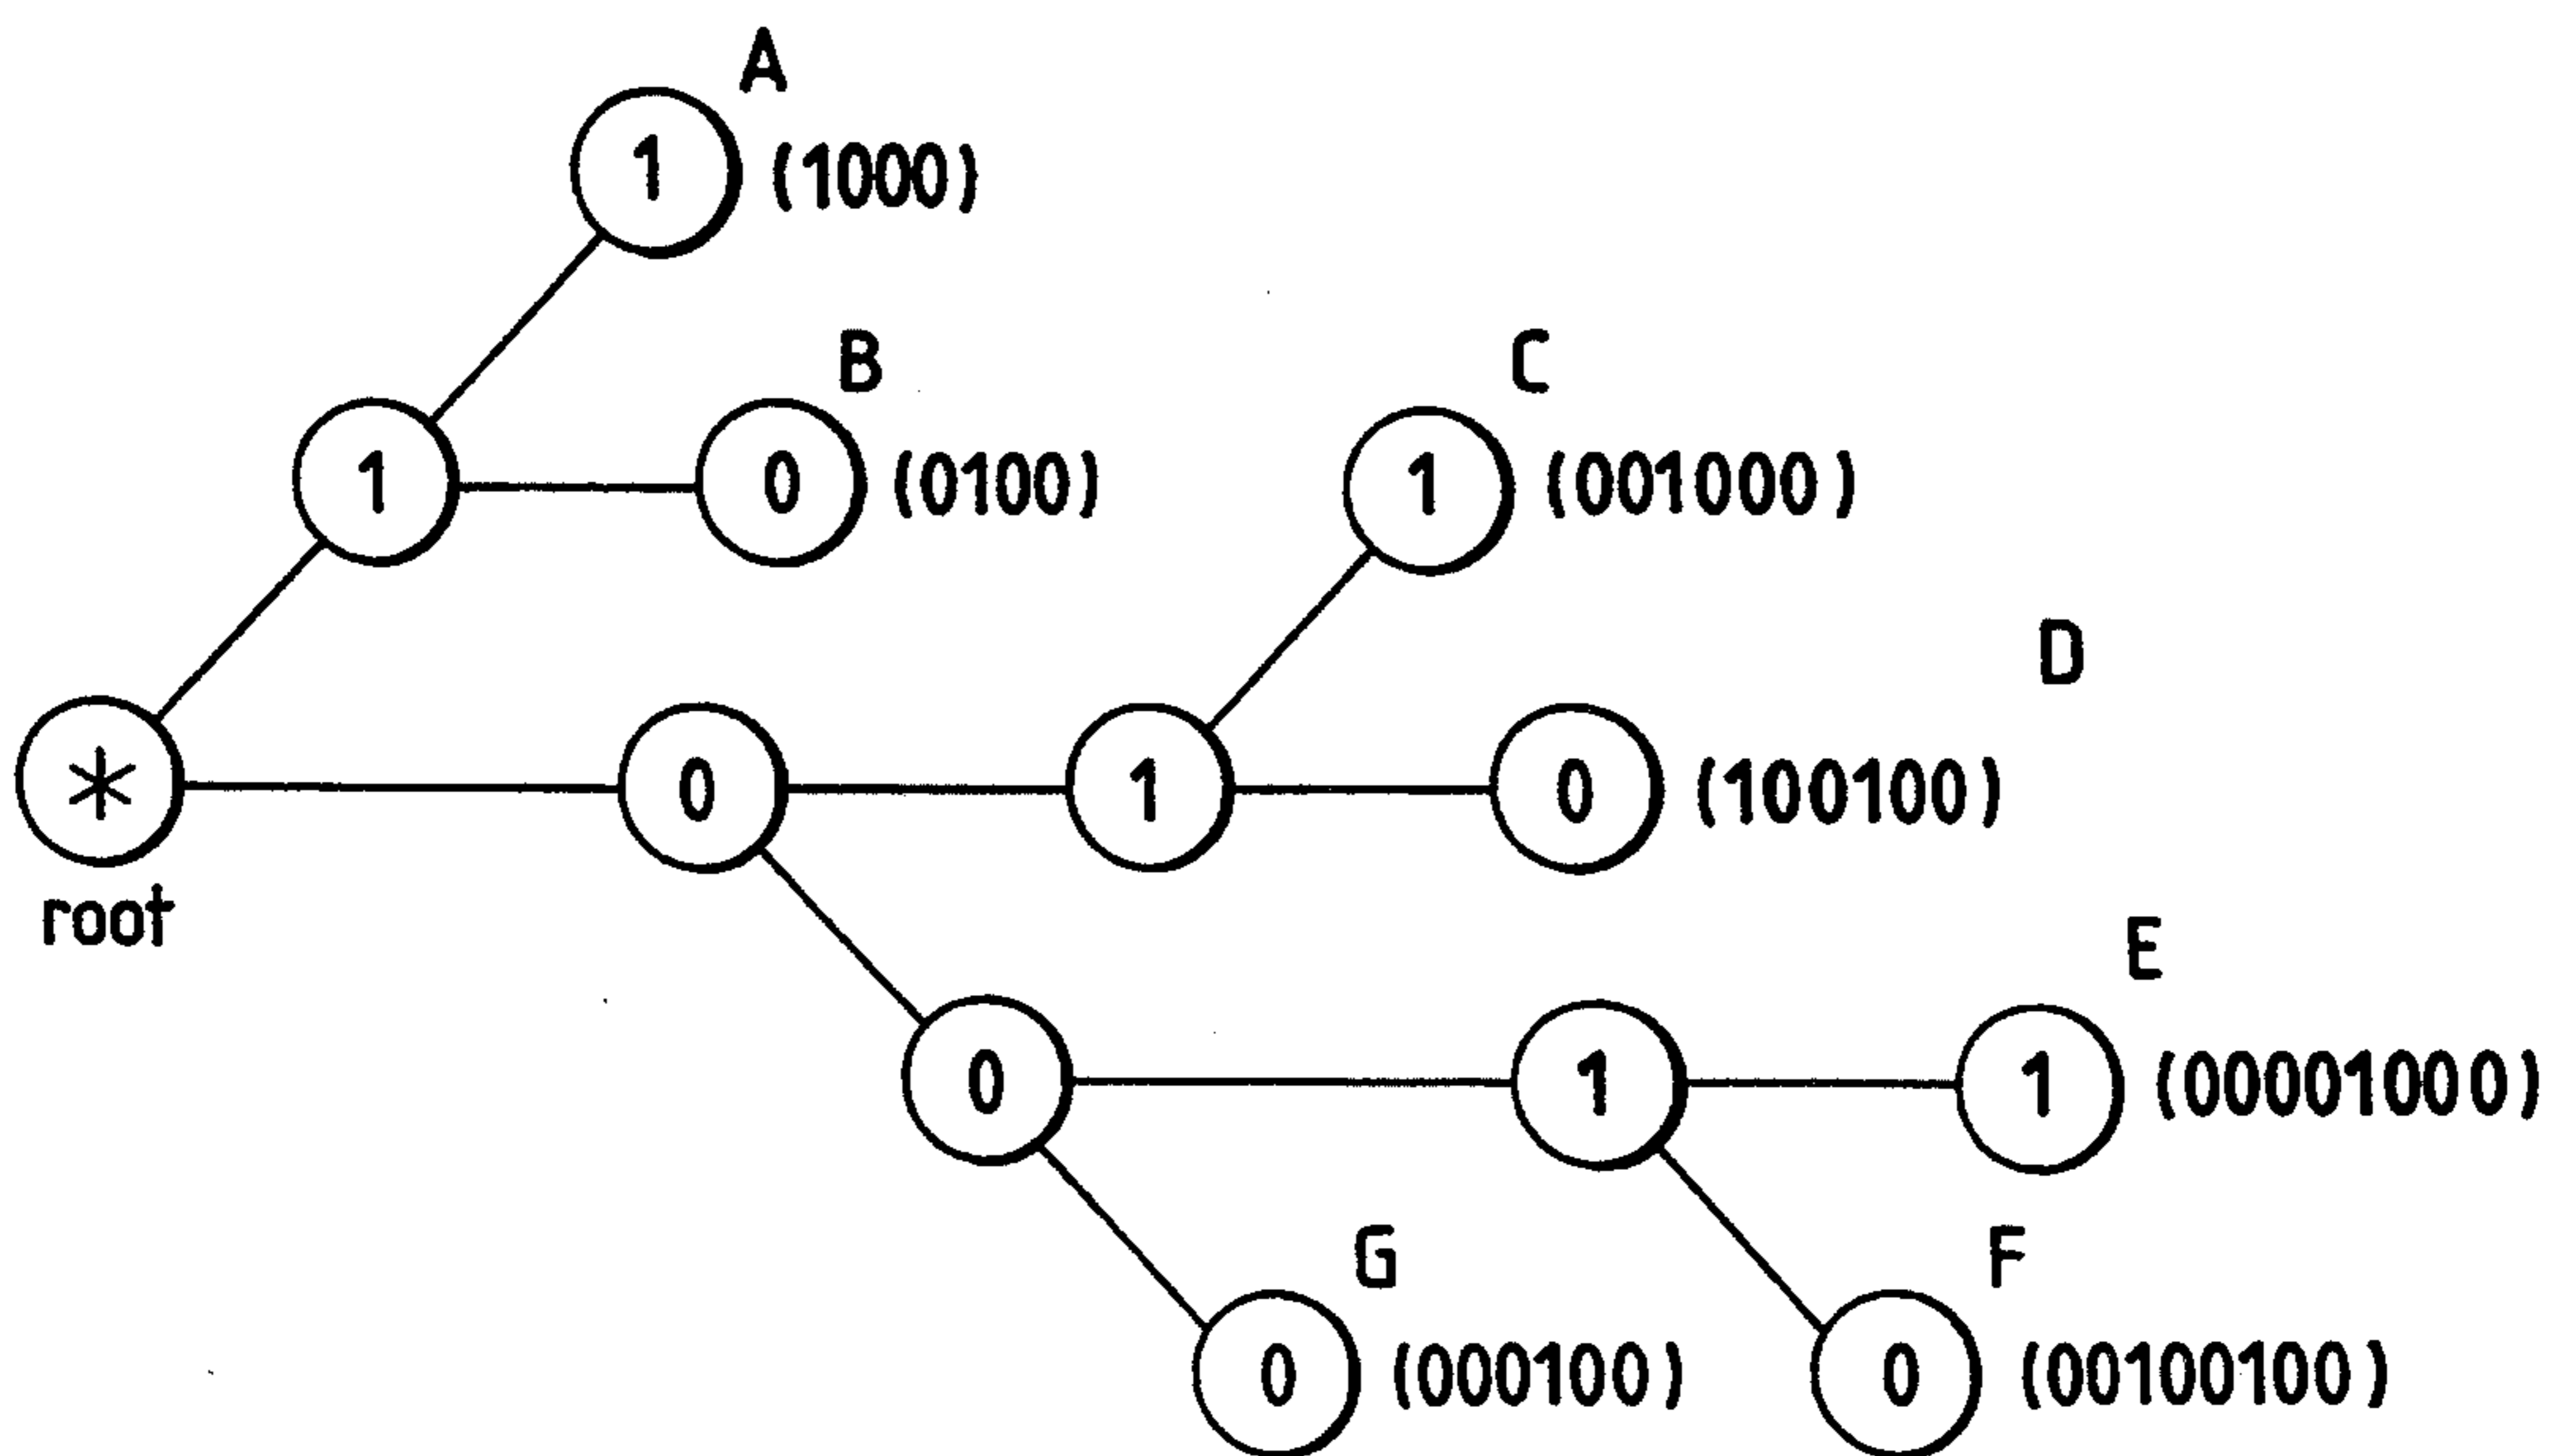 A
1 (1000)
B
C
1 0 (0100) 1 (001000)
D
* 0 1 0 (100100)
root
E
0 1 1 (00001000)
G F
0 (000100) 0 (00100100)